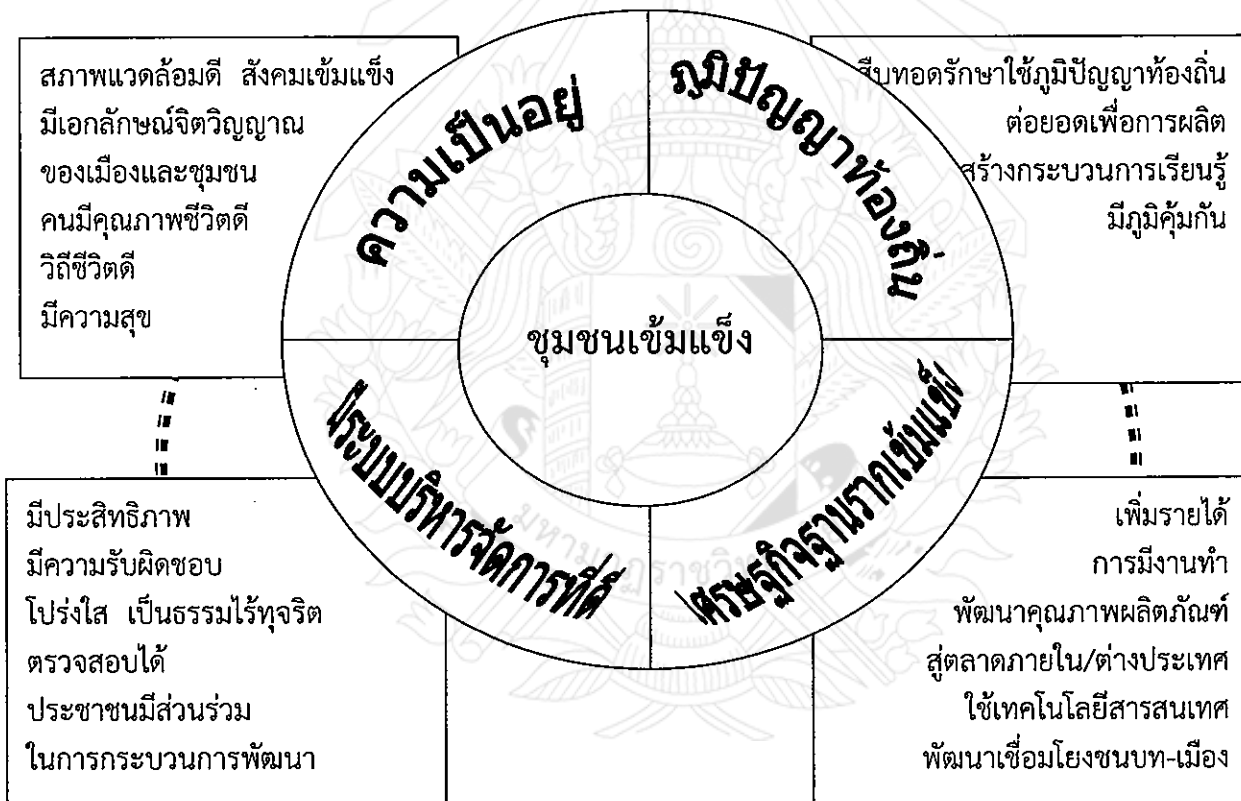 สภาพแวดล้อมดี สังคมเข้มแข็ง
มีเอกลักษณ์จิตวิญญาณ
ของเมืองและชุมชน
คนมีคุณภาพชีวิตดี
วิถีชีวิตดี
มีความสุข
ความเป็นอยู่
ภูมิปัญญาท้องถิ่น
สืบทอดรักษาใช้ภูมิปัญญาท้องถิ่น
ต่อยอดเพื่อการผลิต
สร้างกระบวนการเรียนรู้
มีภูมิคุ้มกัน
ชุมชนเข้มแข็ง
มีระบบบริหารจัดการที่ดี
เศรษฐกิจฐานรากเข้มแข็ง
มีประสิทธิภาพ
มีความรับผิดชอบ
โปร่งใส เป็นธรรมไร้ทุจริต
ตรวจสอบได้
ประชาชนมีส่วนร่วม
ในการกระบวนการพัฒนา
เพิ่มรายได้
การมีงานทำ
พัฒนาคุณภาพผลิตภัณฑ์
สู่ตลาดภายใน/ต่างประเทศ
ใช้เทคโนโลยีสารสนเทศ
พัฒนาเชื่อมโยงชนบท-เมือง